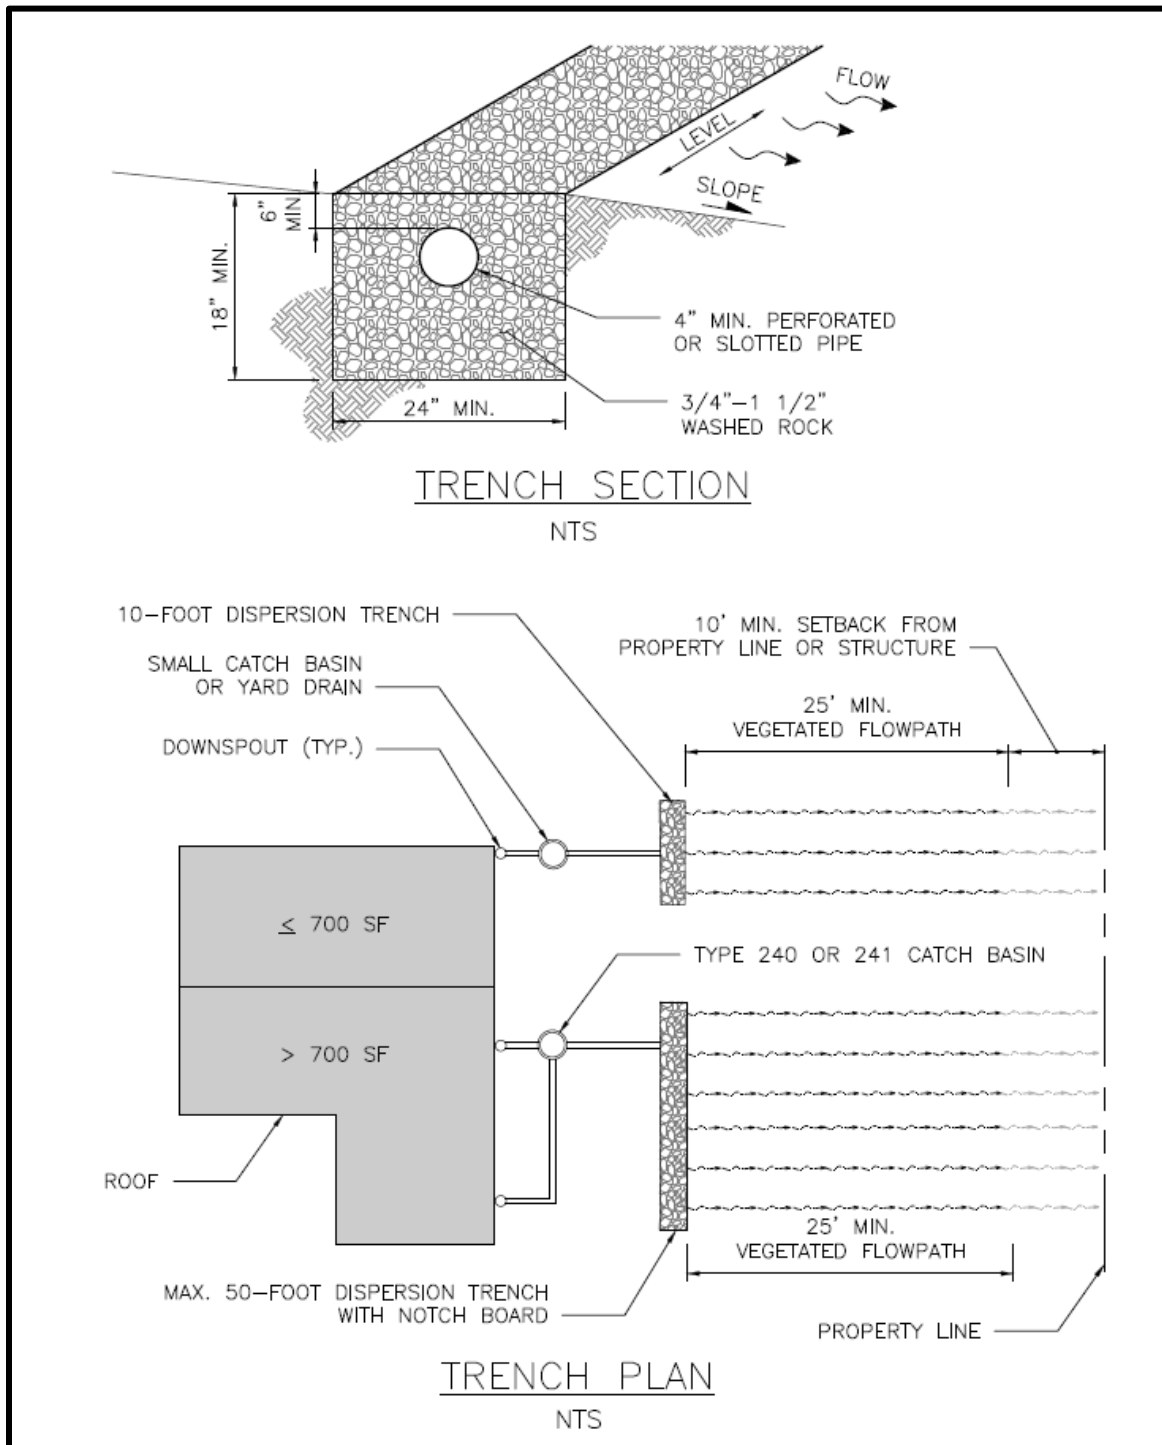 FLOW
LEVEL
SLOPE
6" MIN
18" MIN.
4" MIN. PERFORATED
OR SLOTTED PIPE
24" MIN.
3/4"-1 1/2"
WASHED ROCK
TRENCH SECTION
NTS
10-FOOT DISPERSION TRENCH
10' MIN. SETBACK FROM
PROPERTY LINE OR STRUCTURE
SMALL CATCH BASIN
OR YARD DRAIN
25' MIN.
VEGETATED FLOWPATH
DOWNSPOUT (TYP.)
≤ 700 SF
TYPE 240 OR 241 CATCH BASIN
> 700 SF
ROOF
25' MIN.
VEGETATED FLOWPATH
MAX. 50-FOOT DISPERSION TRENCH
WITH NOTCH BOARD
PROPERTY LINE
TRENCH PLAN
NTS